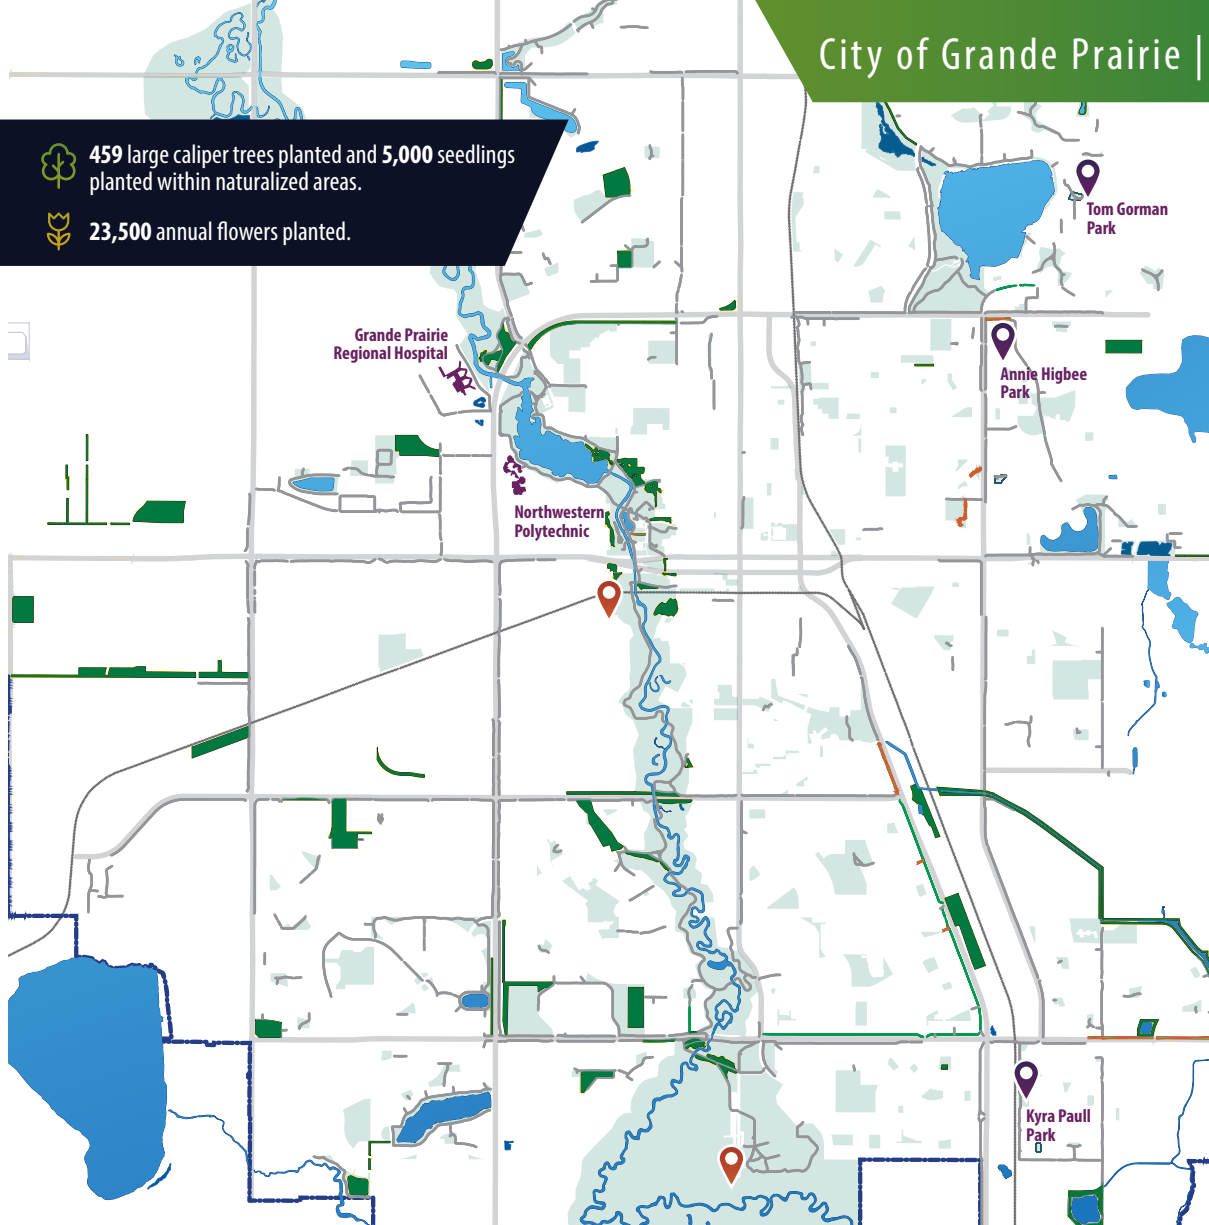 City of Grande Prairie |
459 large caliper trees planted and 5,000 seedlings
planted within naturalized areas.
23,500 annual flowers planted.
Tom Gorman
Park
Grande Prairie
Regional Hospital
Annie Higbee
Park
Northwestern
Polytechnic
Kyra Paull
Park